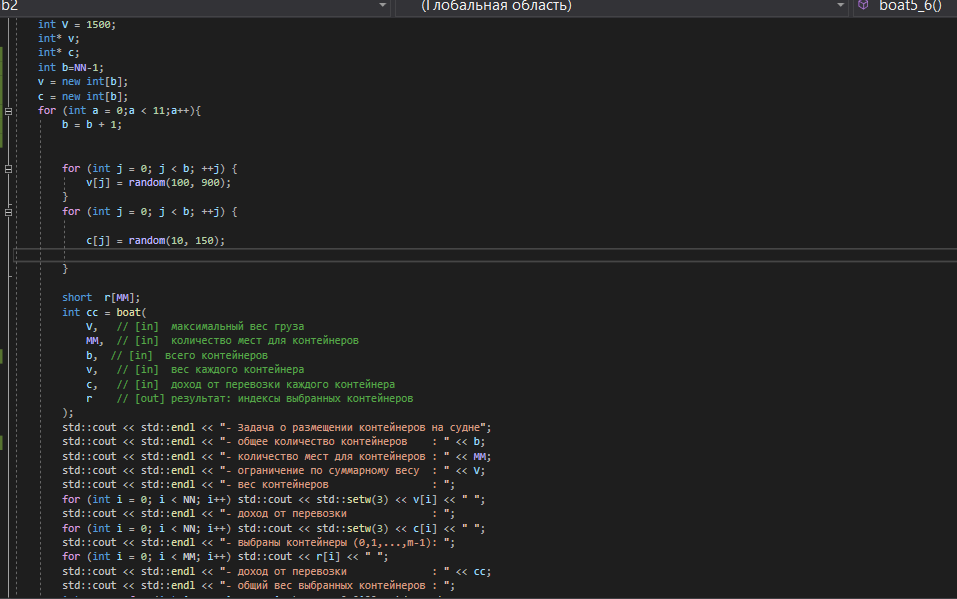 b2 (Глобальная область) boat5_6()
int V = 1500;
int* v;
int* c;
int b=NN-1;
v = new int[b];
c = new int[b];
for (int a = 0;a < 11;a++){
b = b + 1;
for (int j = 0; j < b; ++j) {
v[j] = random(100, 900);
}
for (int j = 0; j < b; ++j) {
c[j] = random(10, 150);
}
short r[MM];
int cc = boat(
V, // [in] максимальный вес груза
MM, // [in] количество мест для контейнеров
b, // [in] всего контейнеров
v, // [in] вес каждого контейнера
c, // [in] доход от перевозки каждого контейнера
r // [out] результат: индексы выбранных контейнеров
);
std::cout << std::endl << "- Задача о размещении контейнеров на судне";
std::cout << std::endl << "- общее количество контейнеров : " << b;
std::cout << std::endl << "- количество мест для контейнеров : " << MM;
std::cout << std::endl << "- ограничение по суммарному весу : " << V;
std::cout << std::endl << "- вес контейнеров : ";
for (int i = 0; i < NN; i++) std::cout << std::setw(3) << v[i] << " ";
std::cout << std::endl << "- доход от перевозки : ";
for (int i = 0; i < NN; i++) std::cout << std::setw(3) << c[i] << " ";
std::cout << std::endl << "- выбраны контейнеры (0,1,...,m-1): ";
for (int i = 0; i < MM; i++) std::cout << r[i] << " ";
std::cout << std::endl << "- доход от перевозки : " << cc;
std::cout << std::endl << "- общий вес выбранных контейнеров : ";